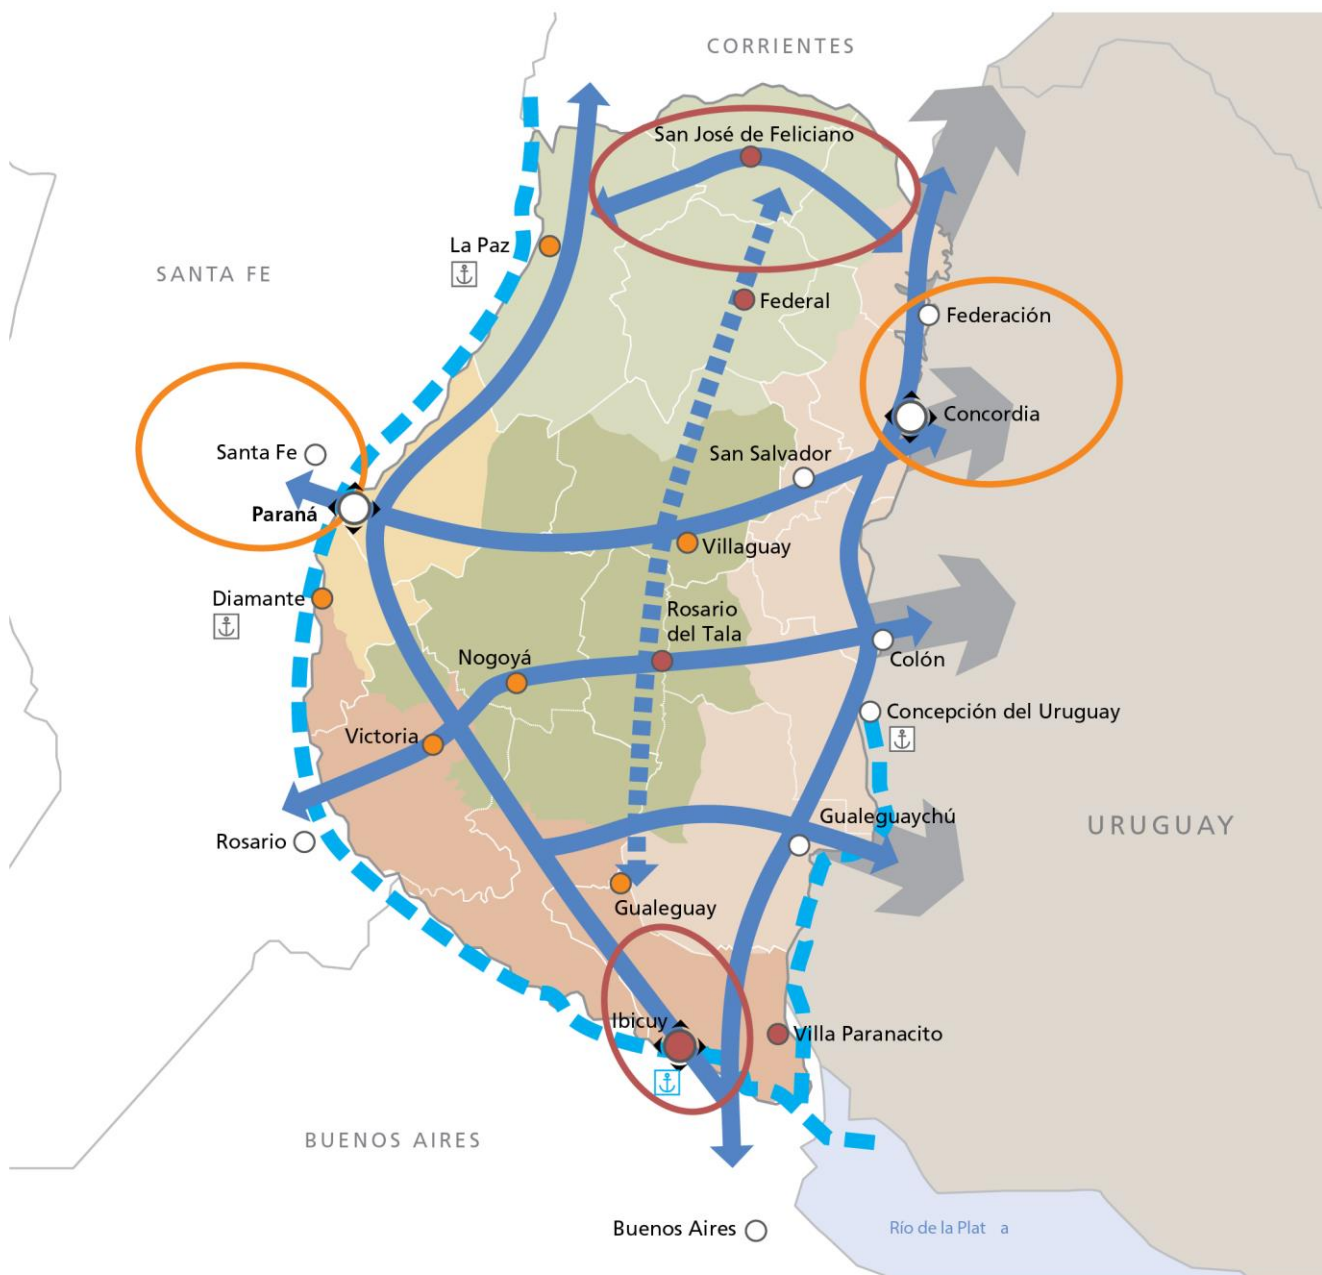 CORRIENTES
San José de Feliciano
La Paz
SANTA FE
Federal
Federación
Concordia
Santa Fe
San Salvador
Paraná
Villaguay
Diamante
Rosario
del Tala
Nogoyá
Colón
Concepción del Uruguay
Victoria
Gualeguaychú
URUGUAY
Rosario
Gualeguay
Ibicuy
Villa Paranacito
BUENOS AIRES
Buenos Aires
Río de la Plat a